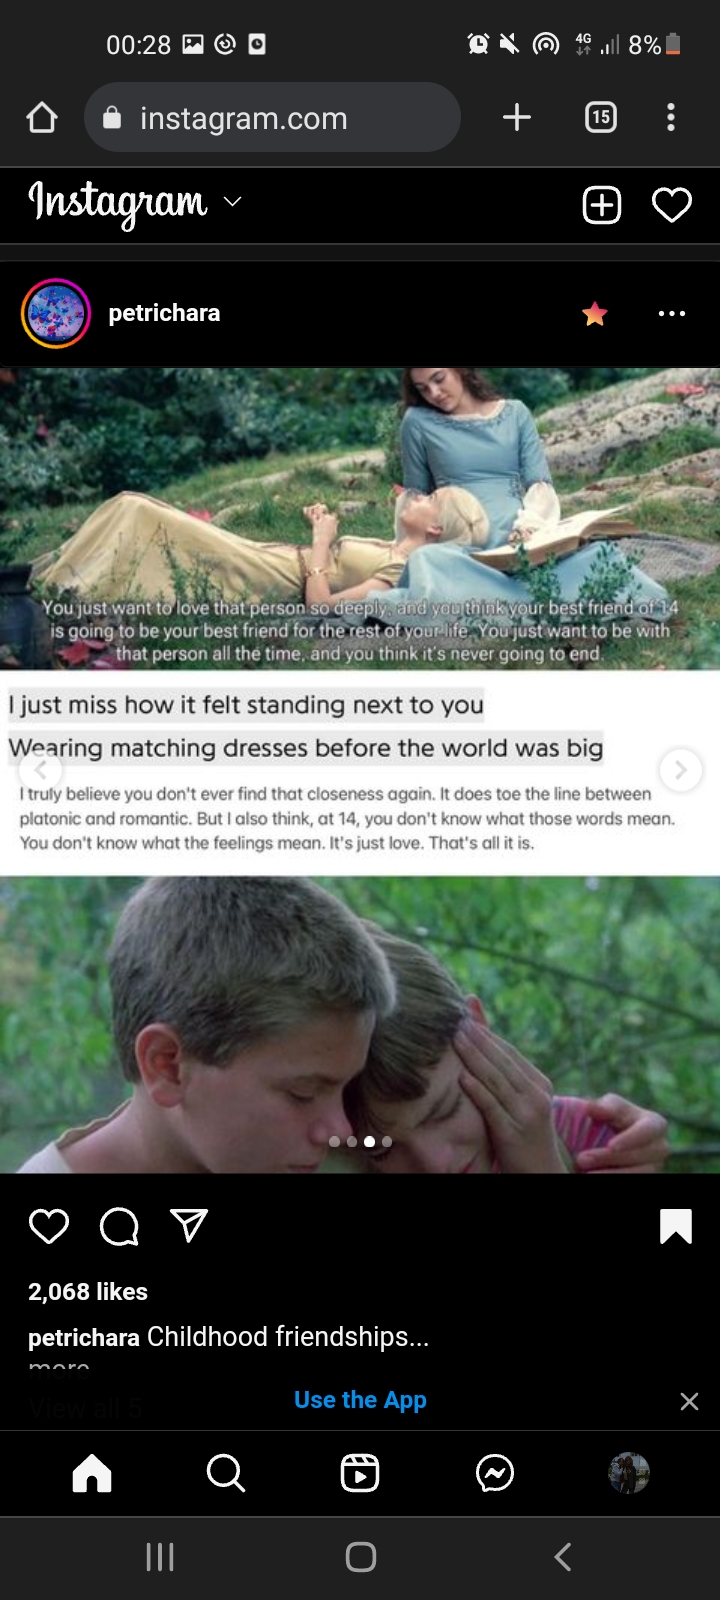 00:28
4G 8%
instagram.com
15
Instagram
petrichara
You just want to love that person so deeply, and you think your best friend of 14
is going to be your best friend for the rest of your life. You just want to be with
that person all the time, and you think it's never going to end.
I just miss how it felt standing next to you
Wearing matching dresses before the world was big
I truly believe you don't ever find that closeness again. It does toe the line between
platonic and romantic. But I also think, at 14, you don't know what those words mean.
You don't know what the feelings mean. It's just love. That's all it is.
2,068 likes
petrichara Childhood friendships...
more
View all 5
Use the App